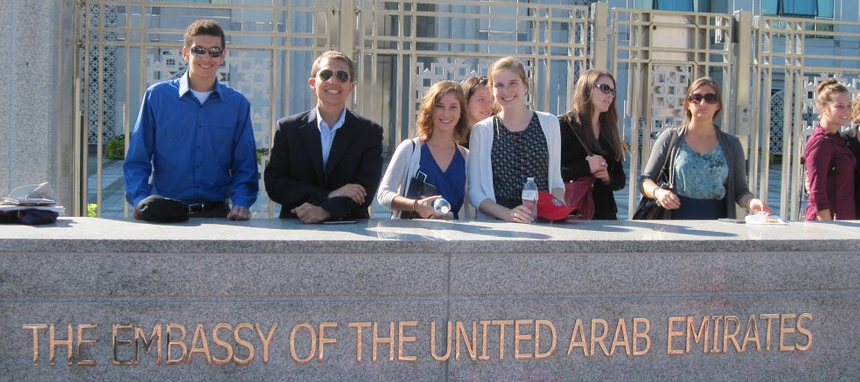 THE EMBASSY OF THE UNITED ARAB EMIRATES